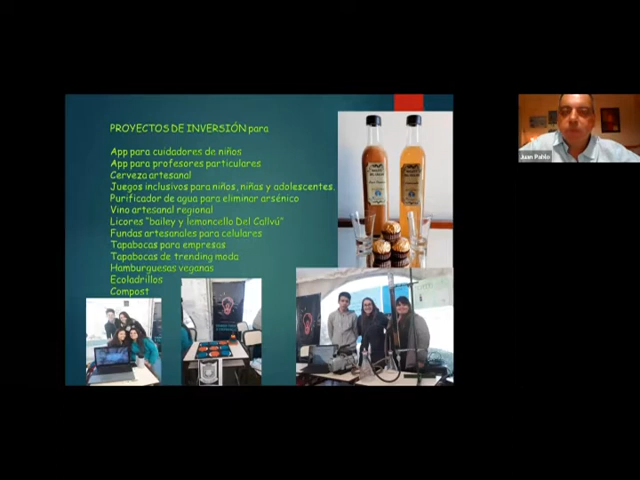 PROYECTOS DE INVERSIÓN para
App para cuidadores de niños
App para profesores particulares
Cerveza artesanal
Juegos inclusivos para niños, niñas y adolescentes.
Purificador de agua para eliminar arsénico
Vino artesanal regional
Licores "bailey y lemoncello Del Callvú"
Fundas artesanales para celulares
Tapabocas para empresas
Tapabocas de trending moda
Hamburguesas veganas
Ecoladrillos
Compost
Juan Pablo